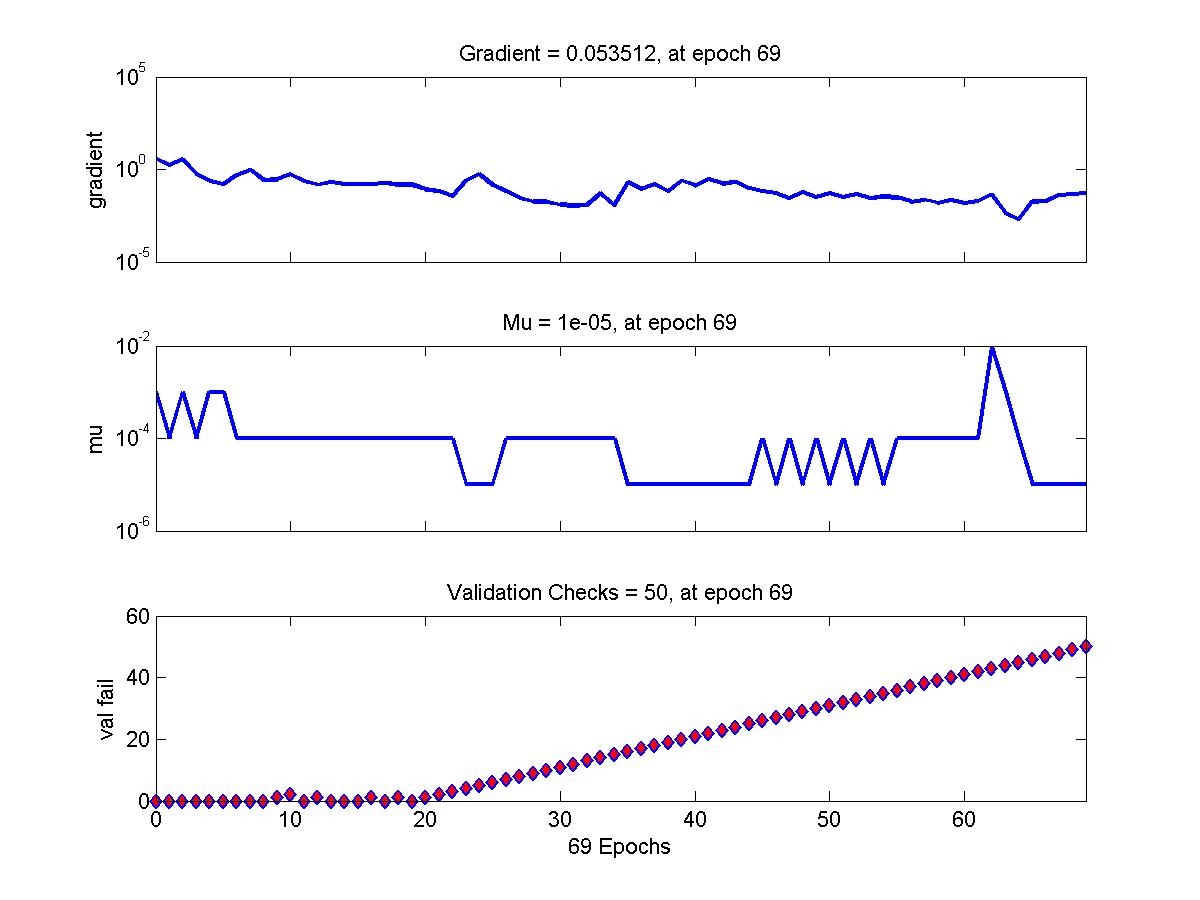 Gradient = 0.053512, at epoch 69
10^5
10^0
10^-5
gradient
Mu = 1e-05, at epoch 69
10^-2
10^-4
10^-6
mu
Validation Checks = 50, at epoch 69
60
40
20
0
val fail
0 10 20 30 40 50 60
69 Epochs